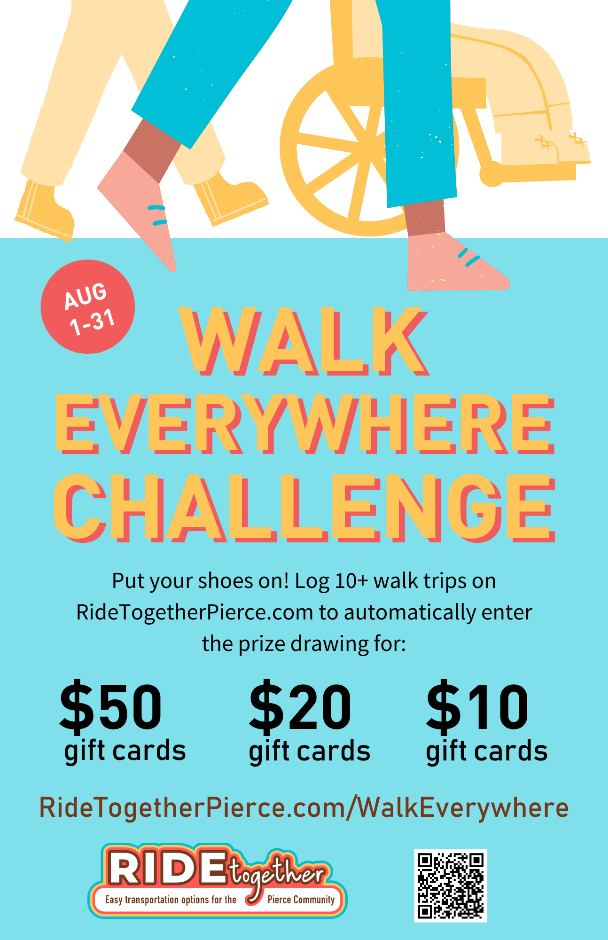 AUG
1-31
WALK
EVERYWHERE
CHALLENGE
Put your shoes on! Log 10+ walk trips on
RideTogetherPierce.com to automatically enter
the prize drawing for:
$50 $20 $10
gift cards gift cards gift cards
RideTogetherPierce.com/WalkEverywhere
RIDE together
Easy transportation options for the Pierce Community